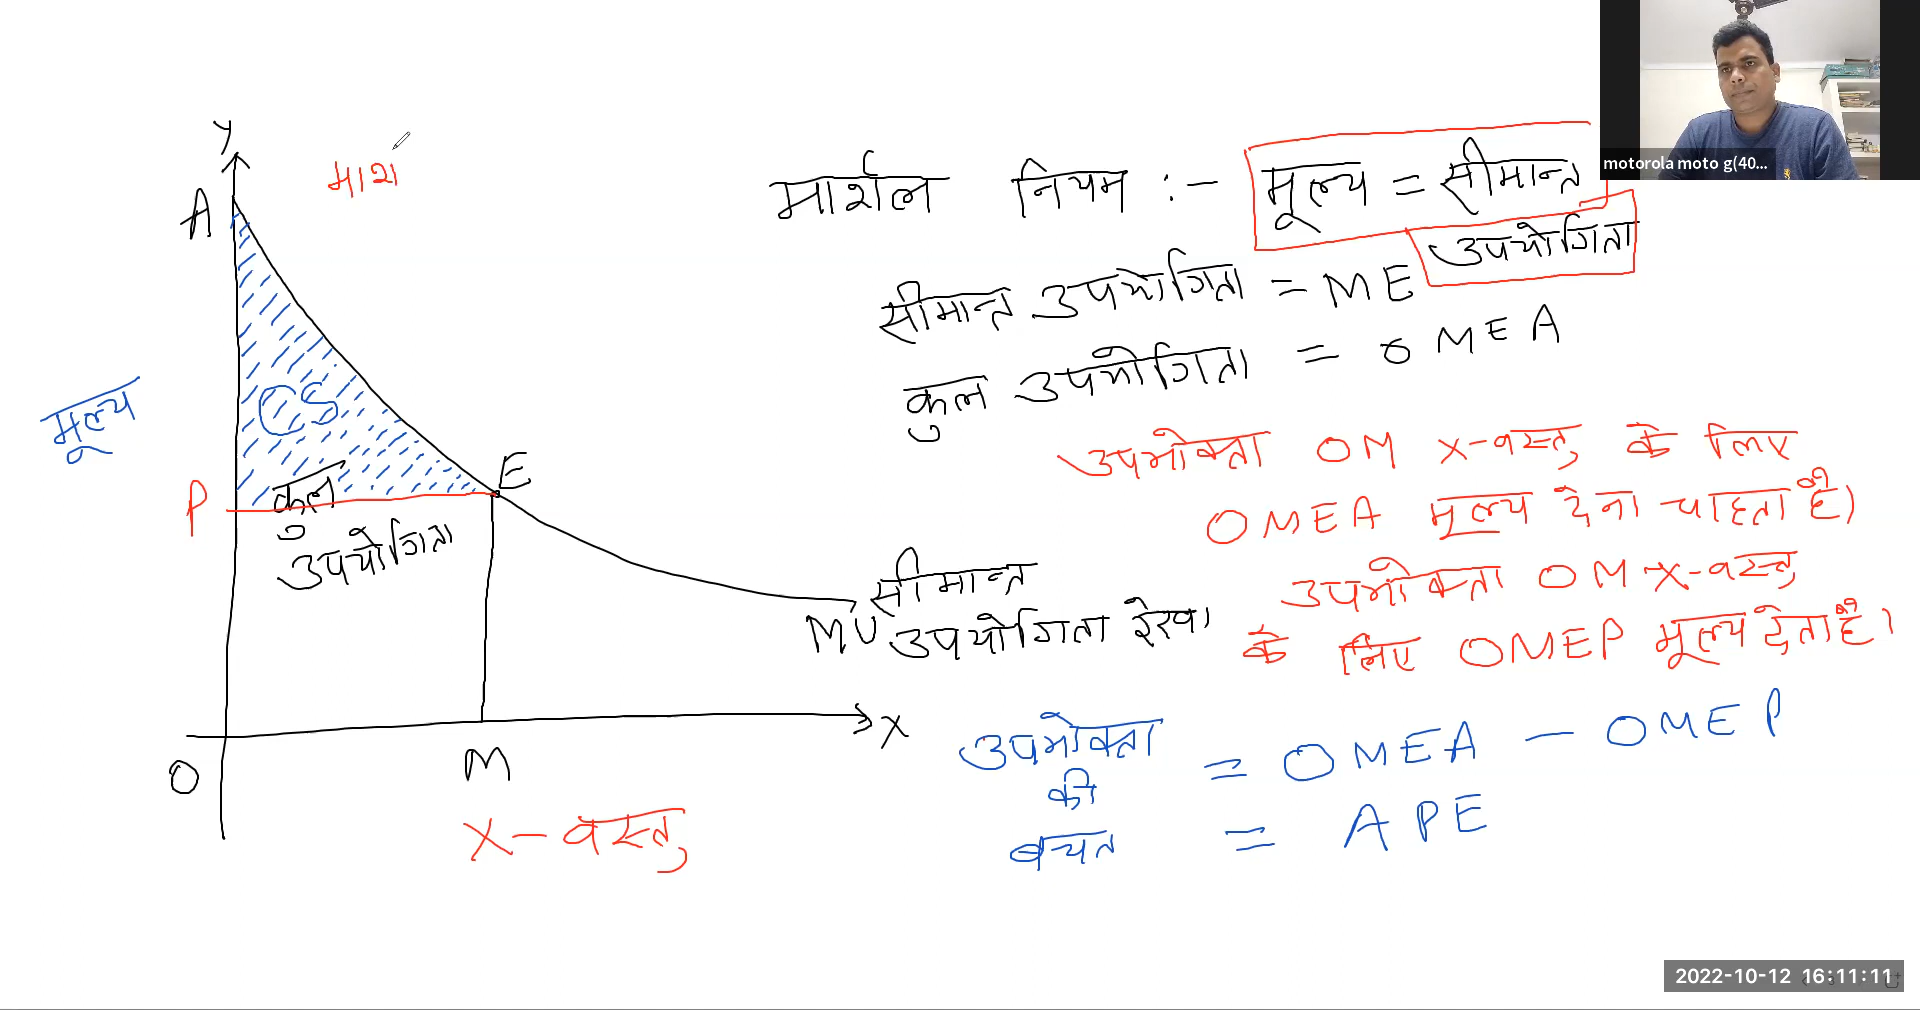 Y
A
माश
मूल्य
CS
P
E
कुल
उपयोगिता
MU
सीमान्त
उपयोगिता रेखा
X
O
M
X-वस्तु
मार्शल नियम :- मूल्य = सीमान्त
उपयोगिता
सीमान्त उपयोगिता = ME
कुल उपयोगिता = OMEA
उपभोक्ता OM X-वस्तु के लिए
OMEA मूल्य देना चाहता है।
उपभोक्ता OM X-वस्तु
के लिए OMEP मूल्य देता है।
उपभोक्ता
की
बचत
= OMEA - OMEP
= APE
motorola moto g(40...
2022-10-12 16:11:11